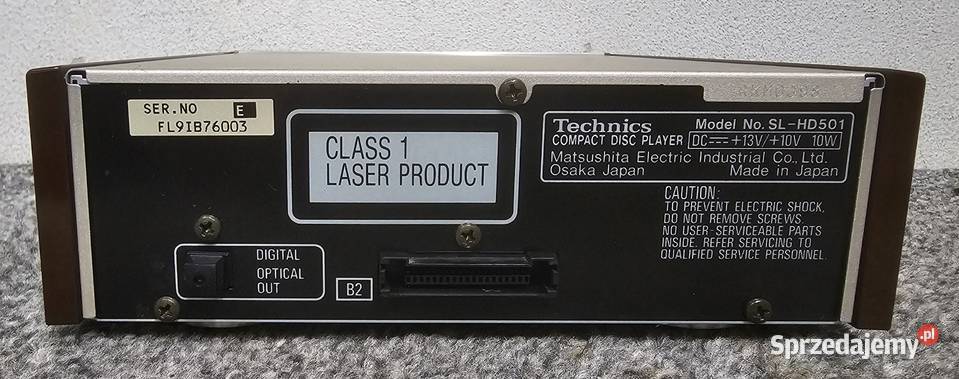 SER.NO E
FL9IB76003
CLASS 1
LASER PRODUCT
Technics Model No. SL-HD501
COMPACT DISC PLAYER DC⎓+13V/+10V 10W
Matsushita Electric Industrial Co., Ltd.
Osaka Japan Made in Japan
CAUTION:
TO PREVENT ELECTRIC SHOCK,
DO NOT REMOVE SCREWS.
NO USER-SERVICEABLE PARTS
INSIDE. REFER SERVICING TO
QUALIFIED SERVICE PERSONNEL.
DIGITAL
OPTICAL
OUT
B2
Sprzedajemy.pl